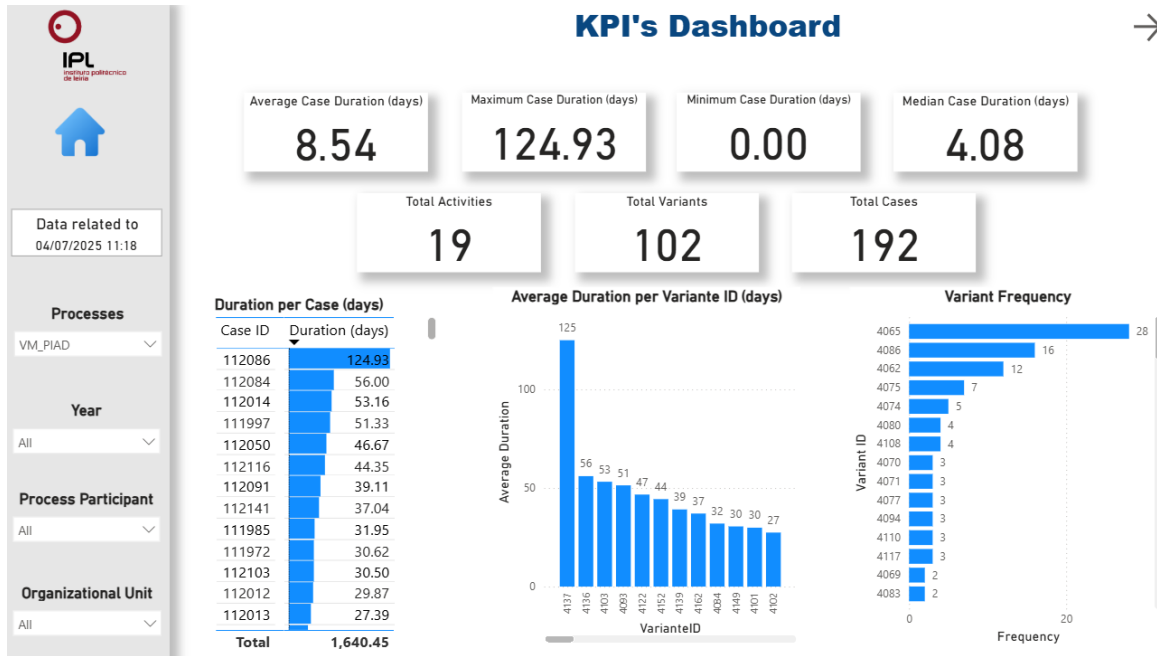 KPI's Dashboard
IPL
instituto politécnico
de leiria
Data related to
04/07/2025 11:18
Processes
VM_PIAD
Year
All
Process Participant
All
Organizational Unit
All
Average Case Duration (days)
8.54
Maximum Case Duration (days)
124.93
Minimum Case Duration (days)
0.00
Median Case Duration (days)
4.08
Total Activities
19
Total Variants
102
Total Cases
192
Duration per Case (days)
Case ID Duration (days)
112086 124.93
112084 56.00
112014 53.16
111997 51.33
112050 46.67
112116 44.35
112091 39.11
112141 37.04
111985 31.95
111972 30.62
112103 30.50
112012 29.87
112013 27.39
Total 1,640.45
Average Duration per Variante ID (days)
Average Duration
100
50
0
125 56 53 51 47 44 39 37 32 30 30 27
4137 4136 4103 4093 4122 4152 4139 4162 4084 4149 4101 4102
VarianteID
Variant Frequency
Variant ID
4065 28
4086 16
4062 12
4075 7
4074 5
4080 4
4108 4
4070 3
4071 3
4077 3
4094 3
4110 3
4117 3
4069 2
4083 2
0 20
Frequency